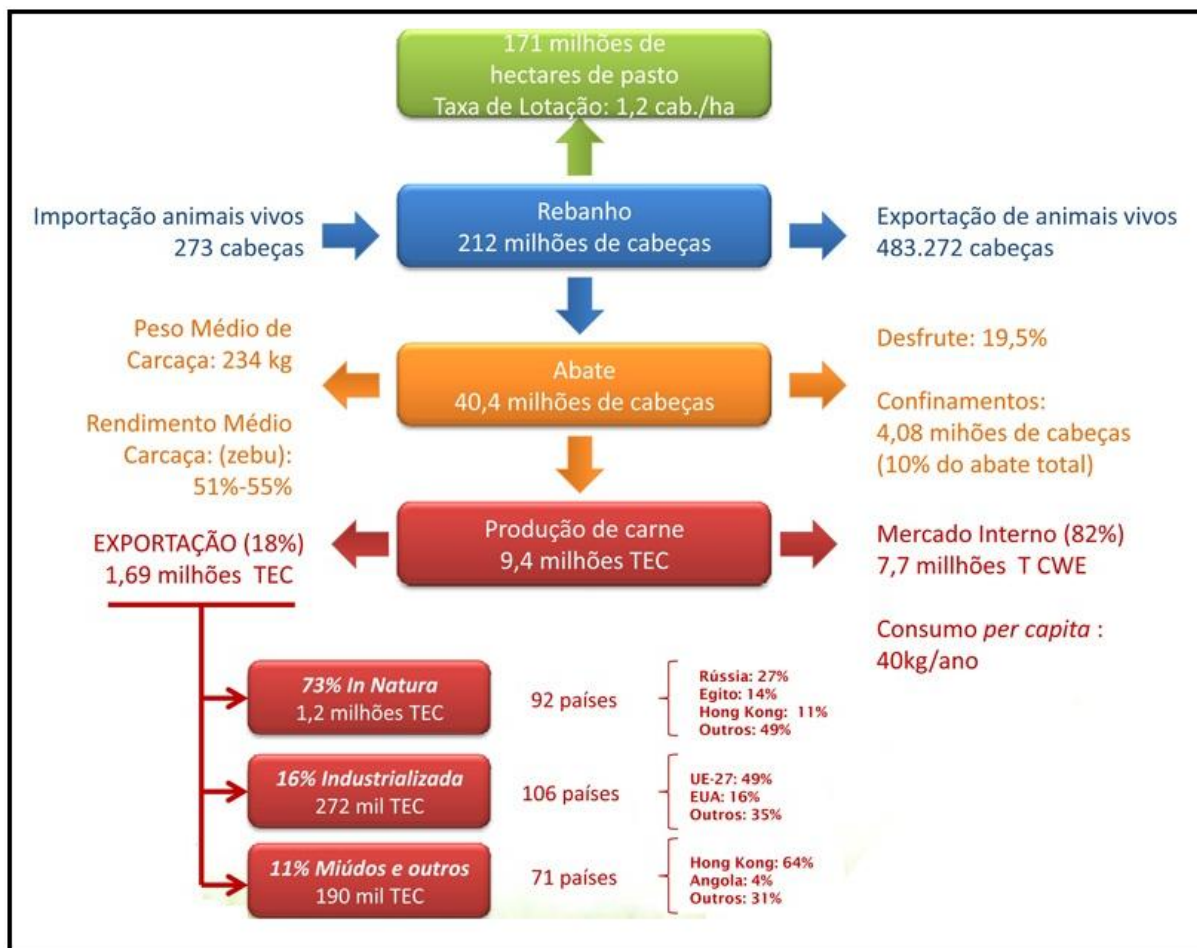 171 milhões de
hectares de pasto
Taxa de Lotação: 1,2 cab./ha
Importação animais vivos
273 cabeças
Rebanho
212 milhões de cabeças
Exportação de animais vivos
483.272 cabeças
Peso Médio de
Carcaça: 234 kg
Rendimento Médio
Carcaça: (zebu):
51%-55%
Abate
40,4 milhões de cabeças
Desfrute: 19,5%
Confinamentos:
4,08 mihões de cabeças
(10% do abate total)
EXPORTAÇÃO (18%)
1,69 milhões TEC
Produção de carne
9,4 milhões TEC
Mercado Interno (82%)
7,7 millhões T CWE
Consumo per capita :
40kg/ano
73% In Natura
1,2 milhões TEC
92 países
Rússia: 27%
Egito: 14%
Hong Kong: 11%
Outros: 49%
16% Industrializada
272 mil TEC
106 países
UE-27: 49%
EUA: 16%
Outros: 35%
11% Miúdos e outros
190 mil TEC
71 países
Hong Kong: 64%
Angola: 4%
Outros: 31%